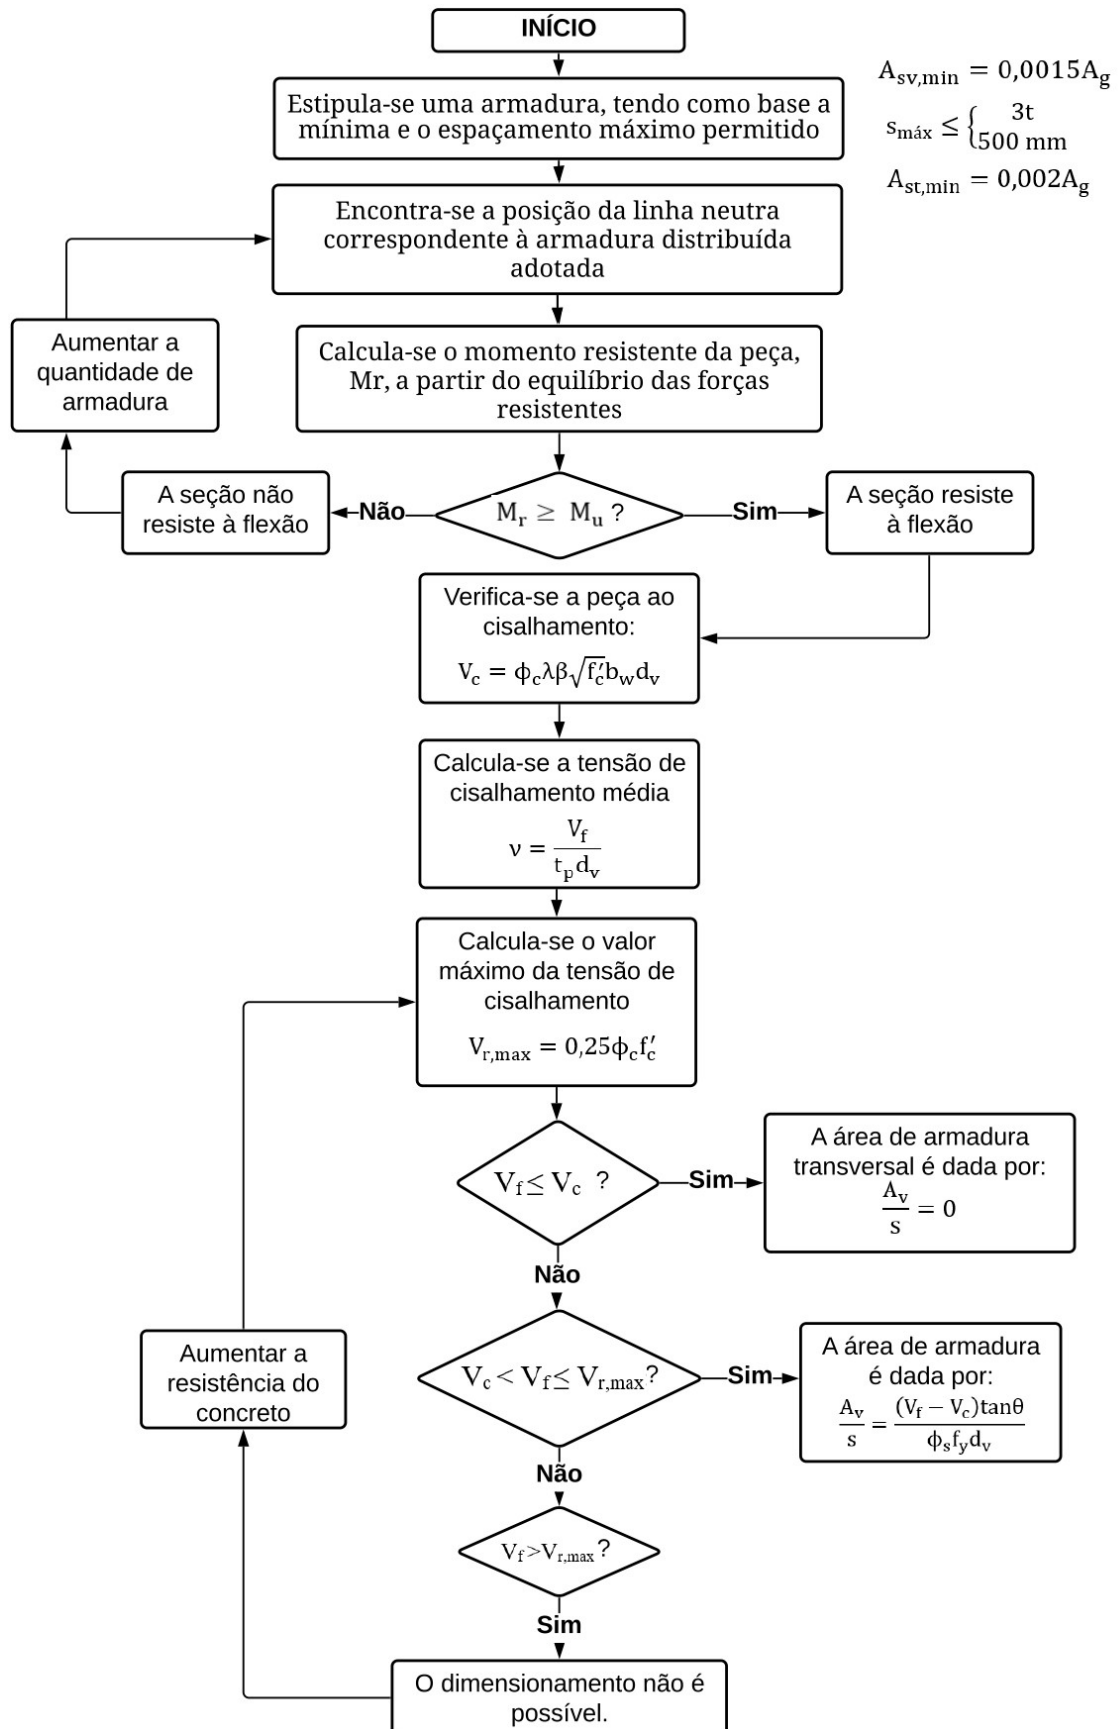 INÍCIO
A_sv,min = 0,0015A_g
Estipula-se uma armadura, tendo como base a
mínima e o espaçamento máximo permitido
s_máx ≤ { 3t
500 mm
A_st,min = 0,002A_g
Encontra-se a posição da linha neutra
correspondente à armadura distribuída
adotada
Aumentar a
quantidade de
armadura
Calcula-se o momento resistente da peça,
Mr, a partir do equilíbrio das forças
resistentes
A seção não
resiste à flexão
Não
M_r ≥ M_u ?
Sim
A seção resiste
à flexão
Verifica-se a peça ao
cisalhamento:
V_c = ϕ_cλβ√f′_c b_w d_v
Calcula-se a tensão de
cisalhamento média
ν = V_f / t_p d_v
Calcula-se o valor
máximo da tensão de
cisalhamento
V_r,max = 0,25ϕ_c f′_c
V_f ≤ V_c ?
Sim
A área de armadura
transversal é dada por:
A_v / s = 0
Não
Aumentar a
resistência do
concreto
V_c < V_f ≤ V_r,max?
Sim
A área de armadura
é dada por:
A_v / s = (V_f − V_c)tanθ / ϕ_s f_y d_v
Não
V_f > V_r,max?
Sim
O dimensionamento não é
possível.